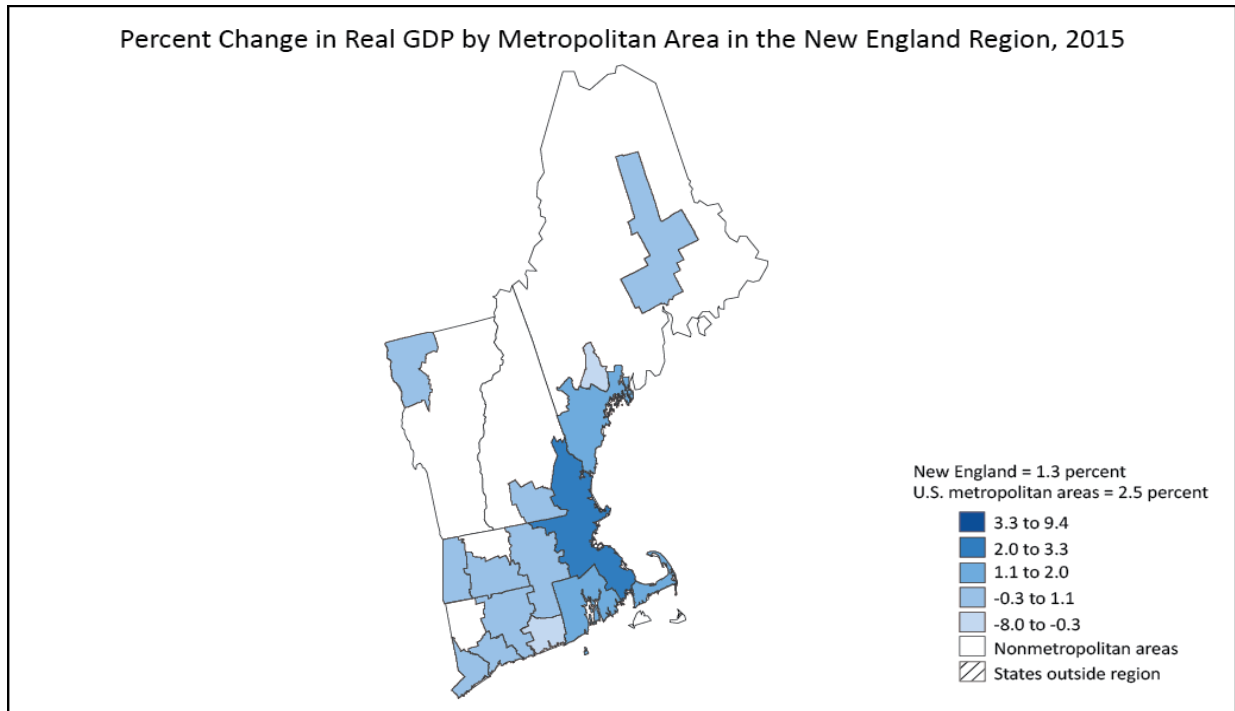 Percent Change in Real GDP by Metropolitan Area in the New England Region, 2015
New England = 1.3 percent
U.S. metropolitan areas = 2.5 percent
3.3 to 9.4
2.0 to 3.3
1.1 to 2.0
-0.3 to 1.1
-8.0 to -0.3
Nonmetropolitan areas
States outside region